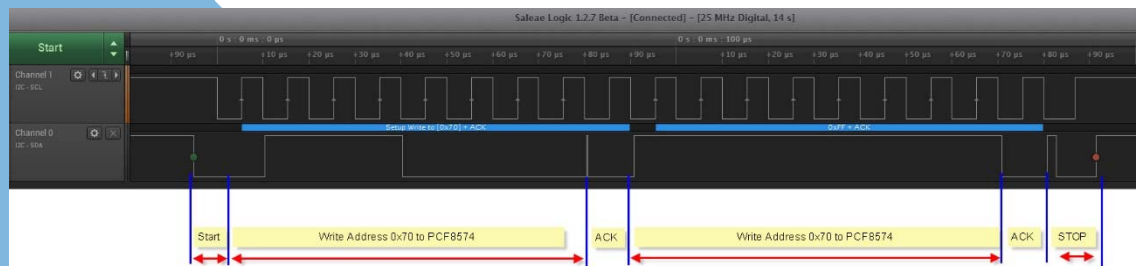 Saleae Logic 1.2.7 Beta - [Connected] - [25 MHz Digital, 14 s]
Start
0 s : 0 ms : 0 µs
0 s : 0 ms : 100 µs
+90 µs +10 µs +20 µs +30 µs +40 µs +50 µs +60 µs +70 µs +80 µs +90 µs +10 µs +20 µs +30 µs +40 µs +50 µs +60 µs +70 µs +80 µs +90 µs
Channel 1
I2C - SCL
Setup Write to [0x70] + ACK
0xFF + ACK
Channel 0
I2C - SDA
Start Write Address 0x70 to PCF8574 ACK Write Address 0x70 to PCF8574 ACK STOP